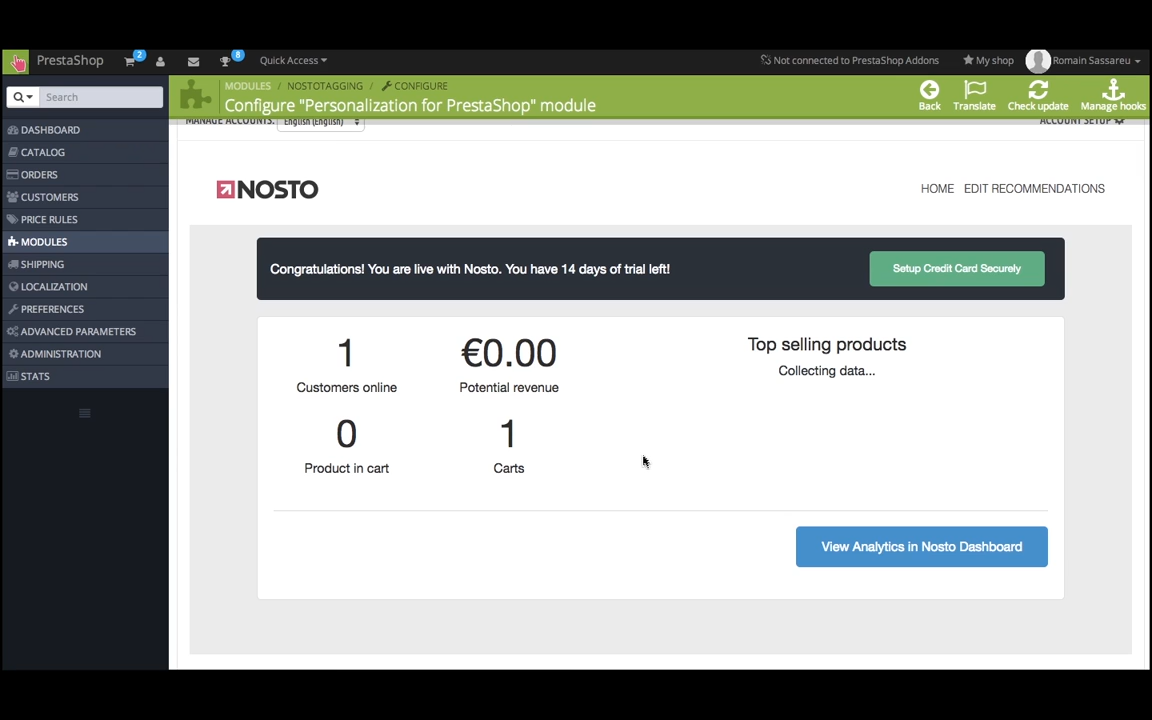 PrestaShop 2 8 Quick Access Not connected to PrestaShop Addons My shop Romain Sassareu
Search
MODULES / NOSTOTAGGING / CONFIGURE
Configure "Personalization for PrestaShop" module
Back Translate Check update Manage hooks
MANAGE ACCOUNTS: English (English) ACCOUNT SETUP
DASHBOARD
CATALOG
ORDERS
CUSTOMERS
PRICE RULES
MODULES
SHIPPING
LOCALIZATION
PREFERENCES
ADVANCED PARAMETERS
ADMINISTRATION
STATS
NOSTO
HOME EDIT RECOMMENDATIONS
Congratulations! You are live with Nosto. You have 14 days of trial left!
Setup Credit Card Securely
1
Customers online
€0.00
Potential revenue
0
Product in cart
1
Carts
Top selling products
Collecting data...
View Analytics in Nosto Dashboard